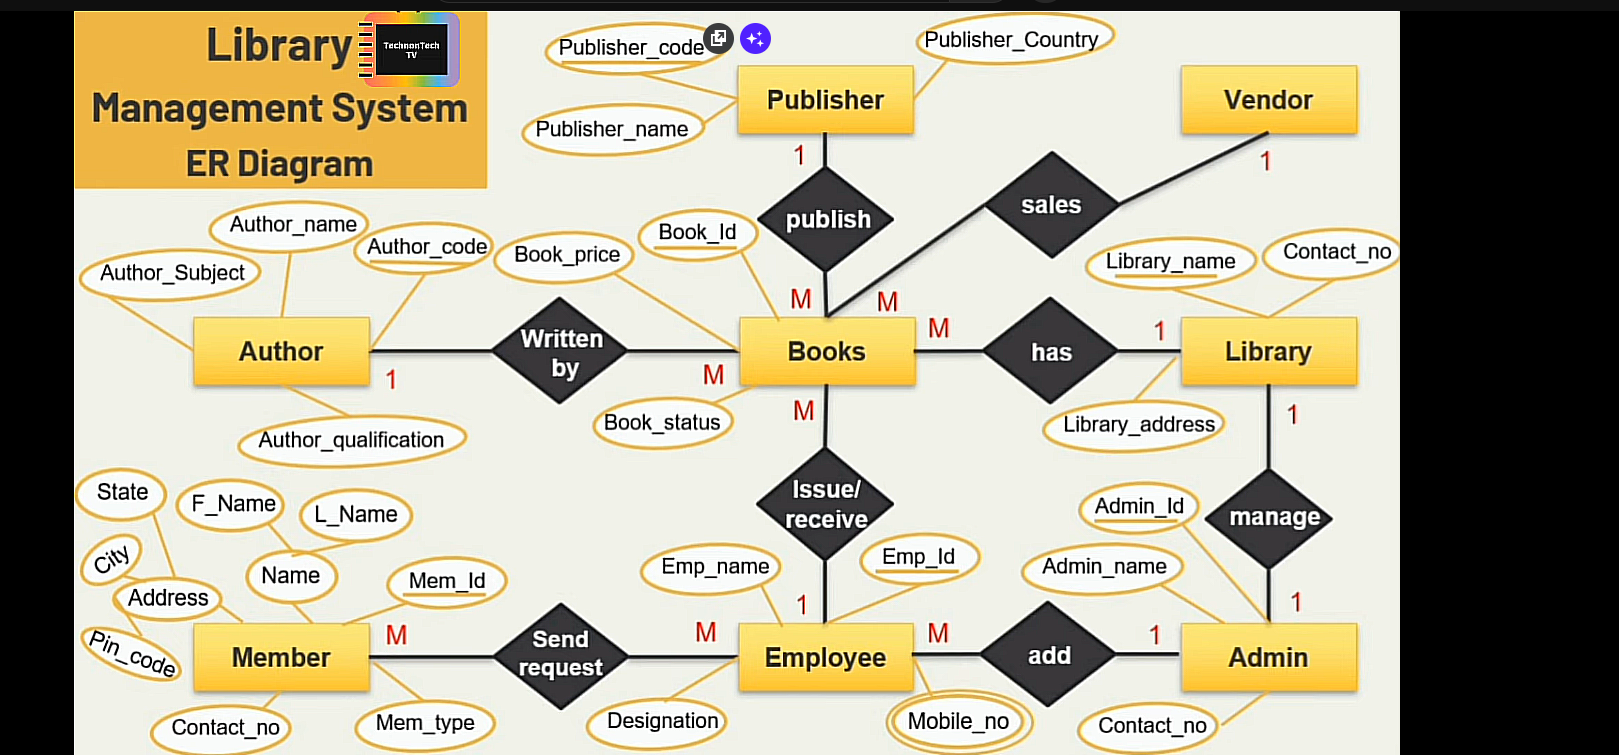 Library
Management System
ER Diagram
TechnonTech
TV
Publisher_code
Publisher_Country
Publisher
Vendor
Publisher_name
1
1
publish
sales
Author_name
Author_code
Author_Subject
Book_price
Book_Id
Library_name
Contact_no
M
M
M
1
Author
Written
by
Books
has
Library
1
M
M
1
Book_status
Library_address
Author_qualification
State
F_Name
L_Name
Issue/
receive
Admin_Id
manage
City
Name
Mem_Id
Emp_name
Emp_Id
Admin_name
Address
1
1
Pin_code
M
M
M
1
Member
Send
request
Employee
add
Admin
Contact_no
Mem_type
Designation
Mobile_no
Contact_no